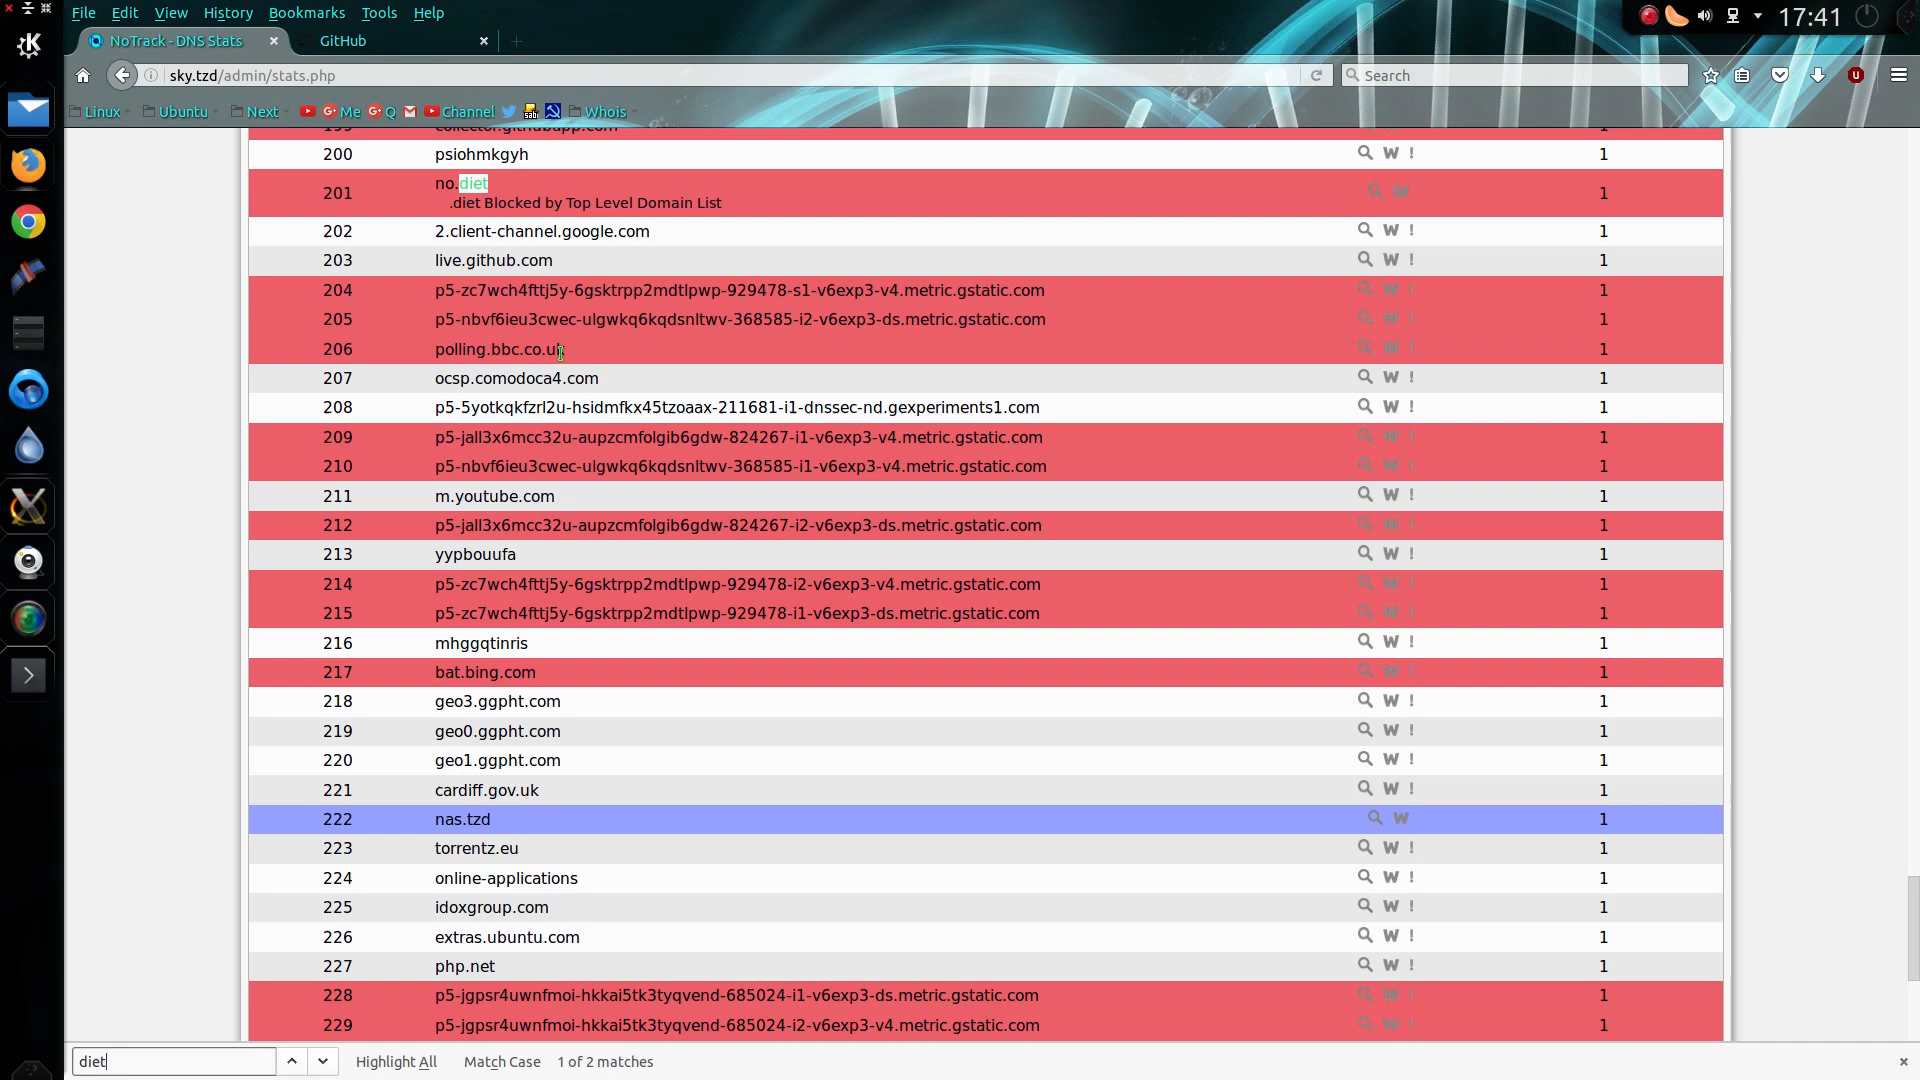 File Edit View History Bookmarks Tools Help
17:41
NoTrack - DNS Stats
GitHub
sky.tzd/admin/stats.php
Search
Linux Ubuntu Next Me Q Channel sab Whois
199 collector.githubapp.com 1
200 psiohmkgyh W ! 1
201 no.diet W 1
.diet Blocked by Top Level Domain List
202 2.client-channel.google.com W ! 1
203 live.github.com W ! 1
204 p5-zc7wch4fttj5y-6gsktrpp2mdtlpwp-929478-s1-v6exp3-v4.metric.gstatic.com W ! 1
205 p5-nbvf6ieu3cwec-ulgwkq6kqdsnltwv-368585-i2-v6exp3-ds.metric.gstatic.com W ! 1
206 polling.bbc.co.uk W ! 1
207 ocsp.comodoca4.com W ! 1
208 p5-5yotkqkfzrl2u-hsidmfkx45tzoaax-211681-i1-dnssec-nd.gexperiments1.com W ! 1
209 p5-jall3x6mcc32u-aupzcmfolgib6gdw-824267-i1-v6exp3-v4.metric.gstatic.com W ! 1
210 p5-nbvf6ieu3cwec-ulgwkq6kqdsnltwv-368585-i1-v6exp3-v4.metric.gstatic.com W ! 1
211 m.youtube.com W ! 1
212 p5-jall3x6mcc32u-aupzcmfolgib6gdw-824267-i2-v6exp3-ds.metric.gstatic.com W ! 1
213 yypbouufa W ! 1
214 p5-zc7wch4fttj5y-6gsktrpp2mdtlpwp-929478-i2-v6exp3-v4.metric.gstatic.com W ! 1
215 p5-zc7wch4fttj5y-6gsktrpp2mdtlpwp-929478-i1-v6exp3-ds.metric.gstatic.com W ! 1
216 mhggqtinris W ! 1
217 bat.bing.com W ! 1
218 geo3.ggpht.com W ! 1
219 geo0.ggpht.com W ! 1
220 geo1.ggpht.com W ! 1
221 cardiff.gov.uk W ! 1
222 nas.tzd W 1
223 torrentz.eu W ! 1
224 online-applications W ! 1
225 idoxgroup.com W ! 1
226 extras.ubuntu.com W ! 1
227 php.net W ! 1
228 p5-jgpsr4uwnfmoi-hkkai5tk3tyqvend-685024-i1-v6exp3-ds.metric.gstatic.com W ! 1
229 p5-jgpsr4uwnfmoi-hkkai5tk3tyqvend-685024-i2-v6exp3-v4.metric.gstatic.com W ! 1
diet Highlight All Match Case 1 of 2 matches